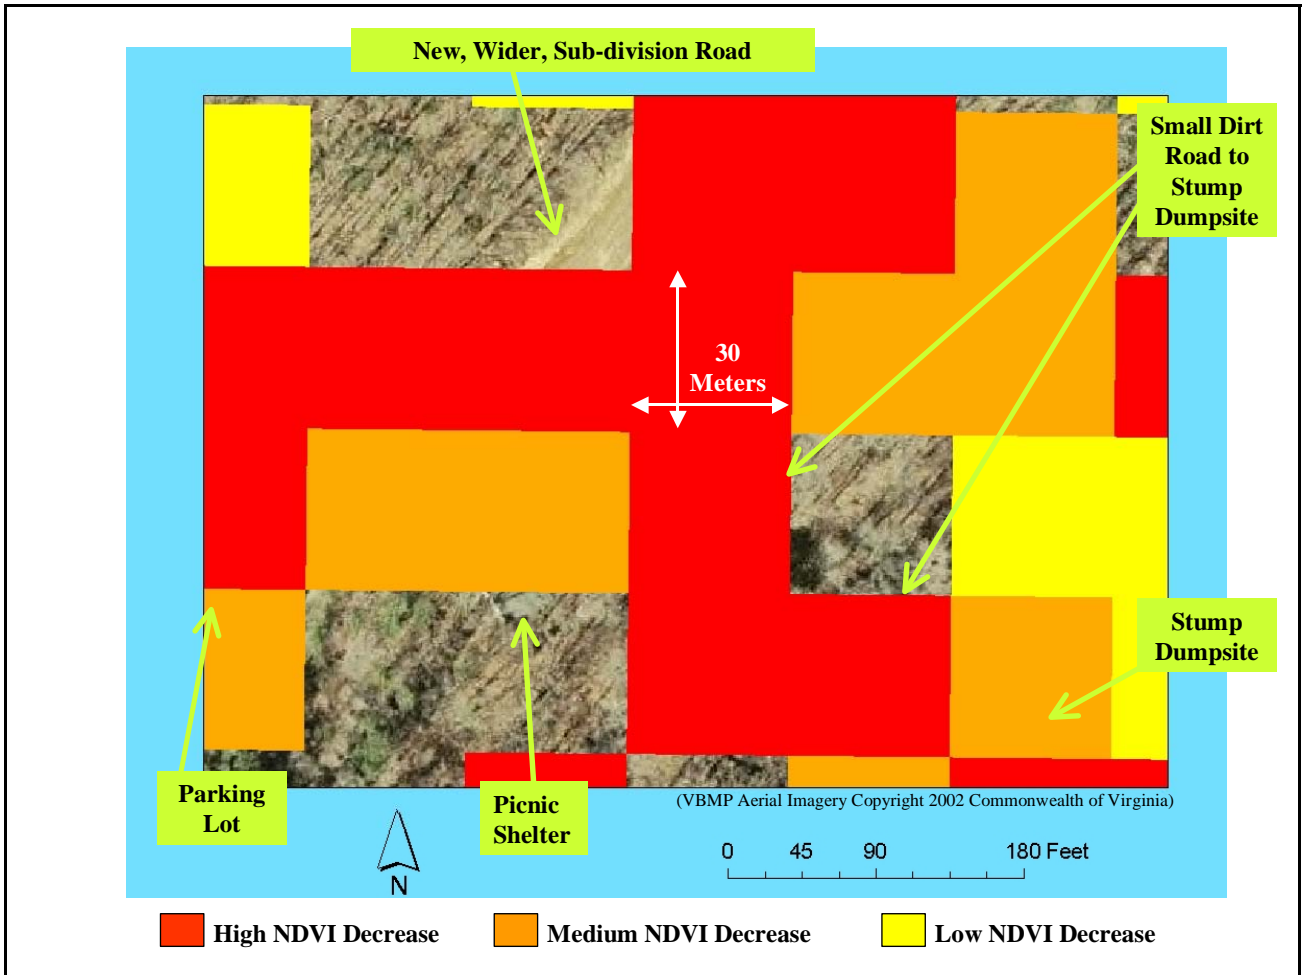 New, Wider, Sub-division Road
Small Dirt
Road to
Stump
Dumpsite
30
Meters
Stump
Dumpsite
Parking
Lot
Picnic
Shelter
(VBMP Aerial Imagery Copyright 2002 Commonwealth of Virginia)
0 45 90 180 Feet
N
High NDVI Decrease
Medium NDVI Decrease
Low NDVI Decrease